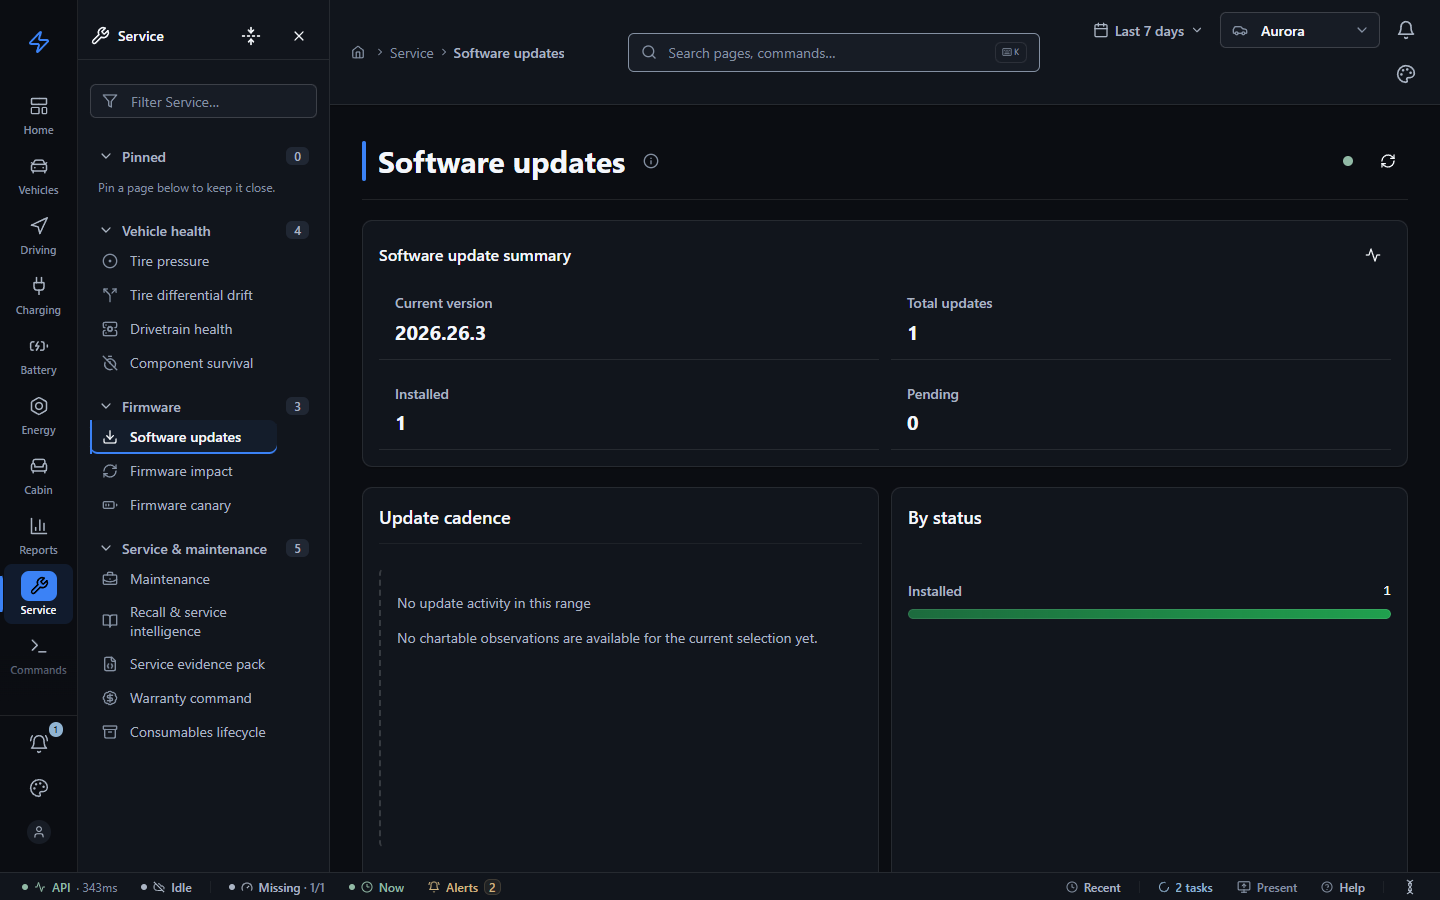 Home
Vehicles
Driving
Charging
Battery
Energy
Cabin
Reports
Service
Commands
1
Service
Filter Service...
Pinned 0
Pin a page below to keep it close.
Vehicle health 4
Tire pressure
Tire differential drift
Drivetrain health
Component survival
Firmware 3
Software updates
Firmware impact
Firmware canary
Service & maintenance 5
Maintenance
Recall & service
intelligence
Service evidence pack
Warranty command
Consumables lifecycle
Service
Software updates
Search pages, commands...
K
Last 7 days
Aurora
Software updates
Software update summary
Current version
2026.26.3
Total updates
1
Installed
1
Pending
0
Update cadence
No update activity in this range
No chartable observations are available for the current selection yet.
By status
Installed 1
API · 343ms
Idle
Missing · 1/1
Now
Alerts 2
Recent
2 tasks
Present
Help